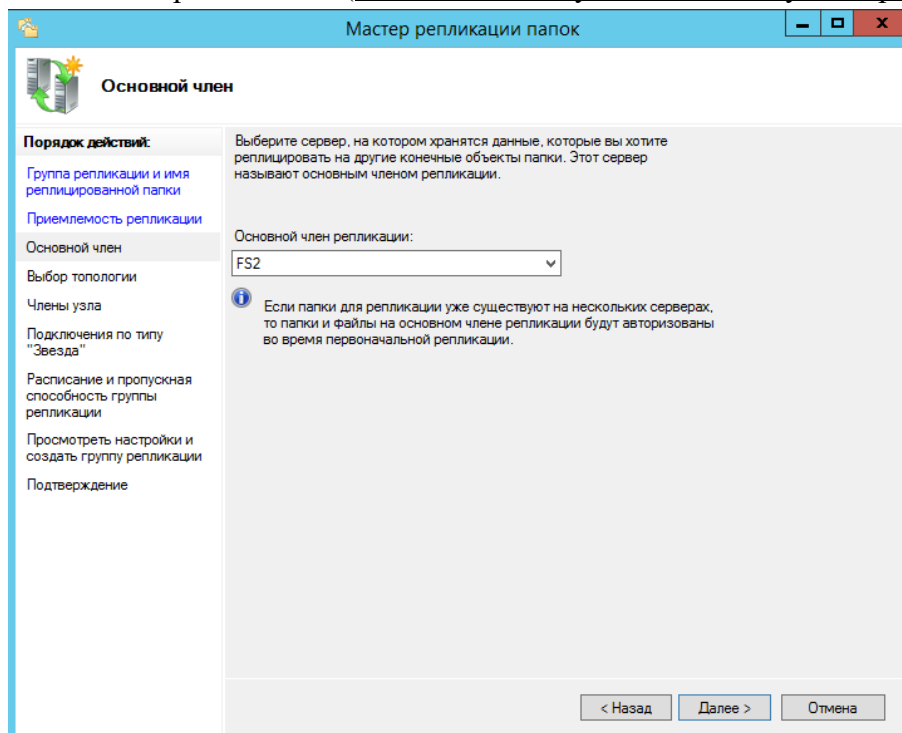 Мастер репликации папок
Основной член
Порядок действий:
Группа репликации и имя
реплицированной папки
Приемлемость репликации
Основной член
Выбор топологии
Члены узла
Подключения по типу
"Звезда"
Расписание и пропускная
способность группы
репликации
Просмотреть настройки и
создать группу репликации
Подтверждение
Выберите сервер, на котором хранятся данные, которые вы хотите
реплицировать на другие конечные объекты папки. Этот сервер
называют основным членом репликации.
Основной член репликации:
FS2
Если папки для репликации уже существуют на нескольких серверах,
то папки и файлы на основном члене репликации будут авторизованы
во время первоначальной репликации.
< Назад
Далее >
Отмена